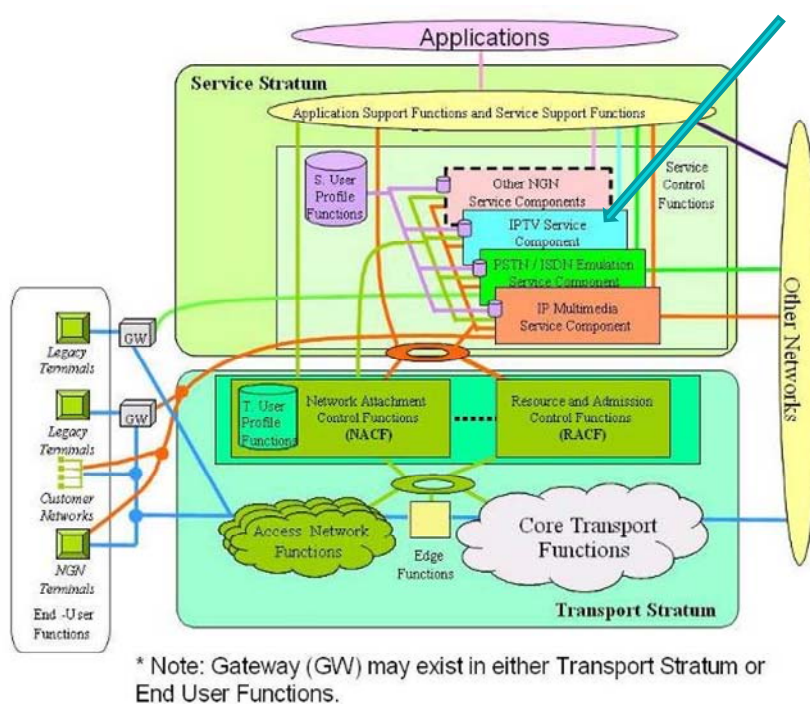 Applications
Service Stratum
Application Support Functions and Service Support Functions
S. User
Profile
Functions
Other NGN
Service Components
Service
Control
Functions
IPTV Service
Component
PSTN / ISDN Emulation
Service Component
IP Multimedia
Service Component
Other Networks
GW
Legacy
Terminals
GW
Legacy
Terminals
Customer
Networks
NGN
Terminals
End -User
Functions
T. User
Profile
Functions
Network Attachment
Control Functions
(NACF)
Resource and Admission
Control Functions
(RACF)
Access Network
Functions
Edge
Functions
Core Transport
Functions
Transport Stratum
* Note: Gateway (GW) may exist in either Transport Stratum or
End User Functions.